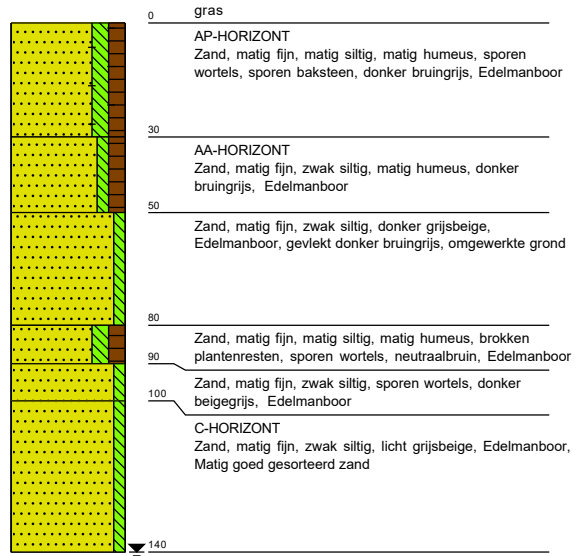 gras
0
AP-HORIZONT
Zand, matig fijn, matig siltig, matig humeus, sporen
wortels, sporen baksteen, donker bruingrijs, Edelmanboor
30
AA-HORIZONT
Zand, matig fijn, zwak siltig, matig humeus, donker
bruingrijs, Edelmanboor
50
Zand, matig fijn, zwak siltig, donker grijsbeige,
Edelmanboor, gevlekt donker bruingrijs, omgewerkte grond
80
Zand, matig fijn, matig siltig, matig humeus, brokken
plantenresten, sporen wortels, neutraalbruin, Edelmanboor
90
Zand, matig fijn, zwak siltig, sporen wortels, donker
beigegrijs, Edelmanboor
100
C-HORIZONT
Zand, matig fijn, zwak siltig, licht grijsbeige, Edelmanboor,
Matig goed gesorteerd zand
140